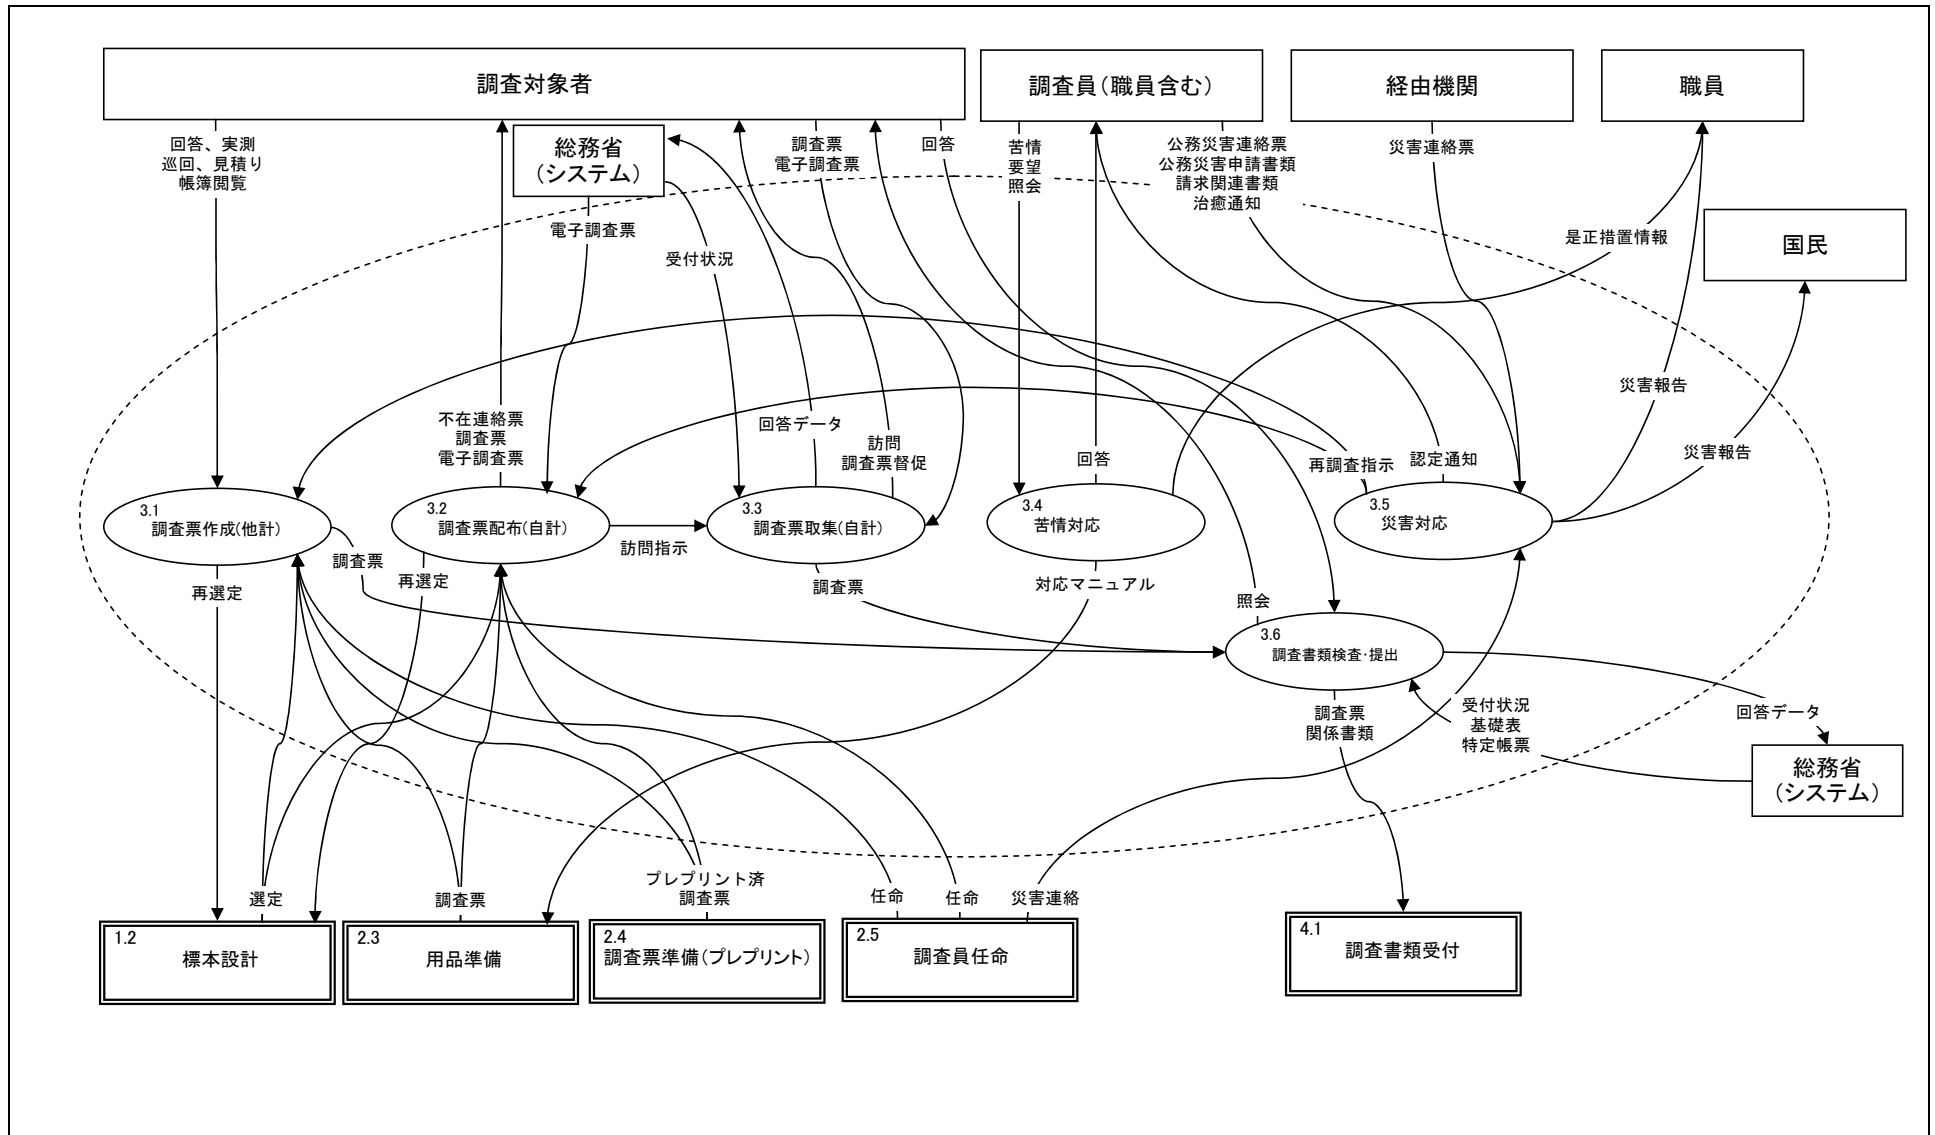 調査対象者
調査員(職員含む)
経由機関
職員
回答、実測
巡回、見積り
帳簿閲覧
総務省
(システム)
調査票
電子調査票
回答
苦情
要望
照会
公務災害連絡票
公務災害申請書類
請求関連書類
治癒通知
災害連絡票
電子調査票
受付状況
是正措置情報
国民
不在連絡票
調査票
電子調査票
回答データ
訪問
調査票督促
回答
再調査指示
認定通知
災害報告
災害報告
3.1
調査票作成(他計)
3.2
調査票配布(自計)
訪問指示
3.3
調査票取集(自計)
3.4
苦情対応
3.5
災害対応
再選定
調査票
再選定
調査票
対応マニュアル
照会
3.6
調査書類検査・提出
調査票
関係書類
受付状況
基礎表
特定帳票
回答データ
総務省
(システム)
選定
調査票
プレプリント済
調査票
任命
任命
災害連絡
1.2
標本設計
2.3
用品準備
2.4
調査票準備(プレプリント)
2.5
調査員任命
4.1
調査書類受付